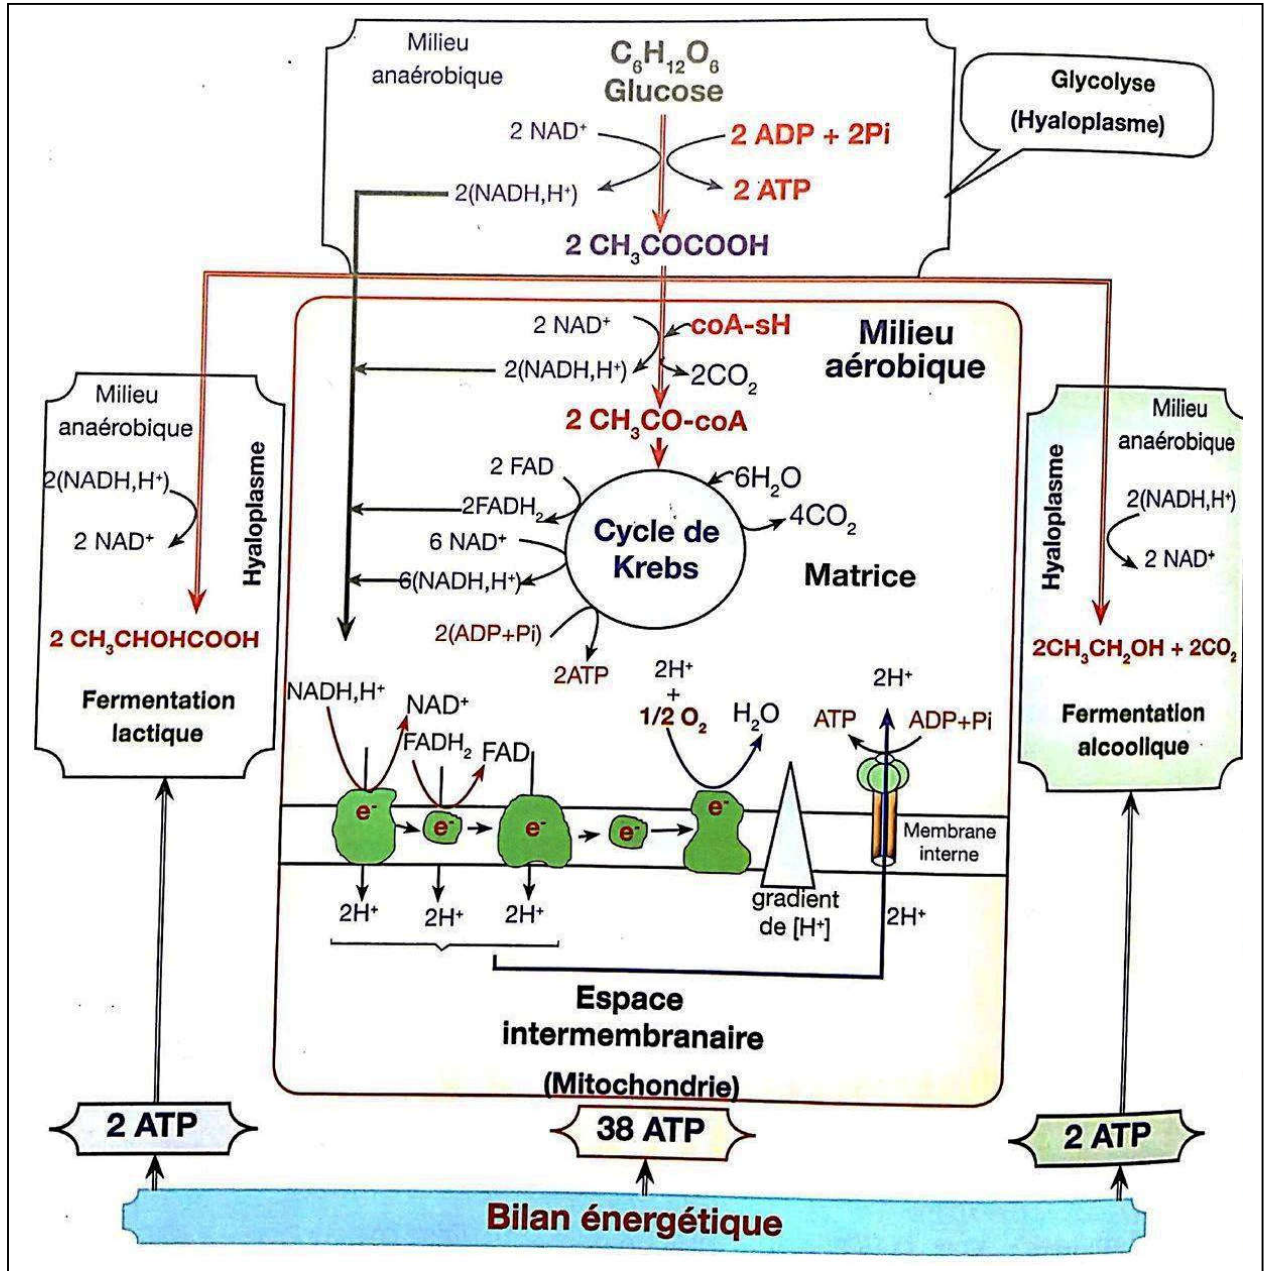 Milieu
anaérobique
C₆H₁₂O₆
Glucose
Glycolyse
(Hyaloplasme)
2 NAD⁺
2 ADP + 2Pi
2(NADH,H⁺)
2 ATP
2 CH₃COCOOH
2 NAD⁺
coA-sH
Milieu
aérobique
2(NADH,H⁺)
2CO₂
2 CH₃CO-coA
Milieu
anaérobique
2(NADH,H⁺)
2 NAD⁺
Hyaloplasme
2 CH₃CHOHCOOH
Fermentation
lactique
2 FAD
6H₂O
2FADH₂
4CO₂
Cycle de
Krebs
6 NAD⁺
6(NADH,H⁺)
Matrice
2(ADP+Pi)
2ATP
Milieu
anaérobique
2(NADH,H⁺)
2 NAD⁺
Hyaloplasme
2CH₃CH₂OH + 2CO₂
Fermentation
alcoolique
NADH,H⁺
NAD⁺
FADH₂
FAD
2H⁺
+
1/2 O₂
H₂O
2H⁺
ATP
ADP+Pi
e⁻
e⁻
e⁻
e⁻
e⁻
Membrane
interne
2H⁺
2H⁺
2H⁺
gradient
de [H⁺]
2H⁺
Espace
intermembranaire
(Mitochondrie)
2 ATP
38 ATP
2 ATP
Bilan énergétique